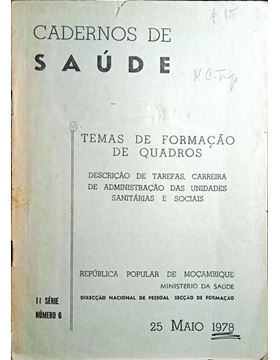 CADERNOS DE
SAÚDE
TEMAS DE FORMAÇÃO
DE QUADROS
DESCRIÇÃO DE TAREFAS, CARREIRA
DE ADMINISTRAÇÃO DAS UNIDADES
SANITÁRIAS E SOCIAIS
REPÚBLICA POPULAR DE MOÇAMBIQUE
MINISTERIO DA SAÚDE
DIRECÇÃO NACIONAL DE PESSOAL SECÇÃO DE FORMAÇÃO
II SÉRIE
NÚMERO 6
25 MAIO 1978